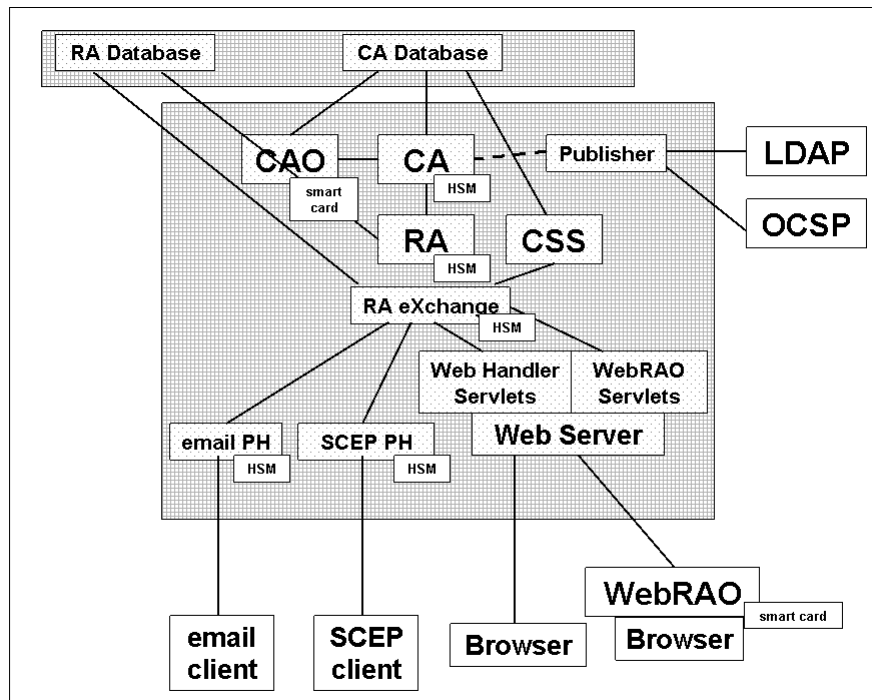 RA Database
CA Database
CAO
CA
Publisher
LDAP
smart
card
HSM
RA
CSS
OCSP
HSM
RA eXchange
HSM
Web Handler
Servlets
WebRAO
Servlets
email PH
SCEP PH
Web Server
HSM
HSM
WebRAO
smart card
email
client
SCEP
client
Browser
Browser